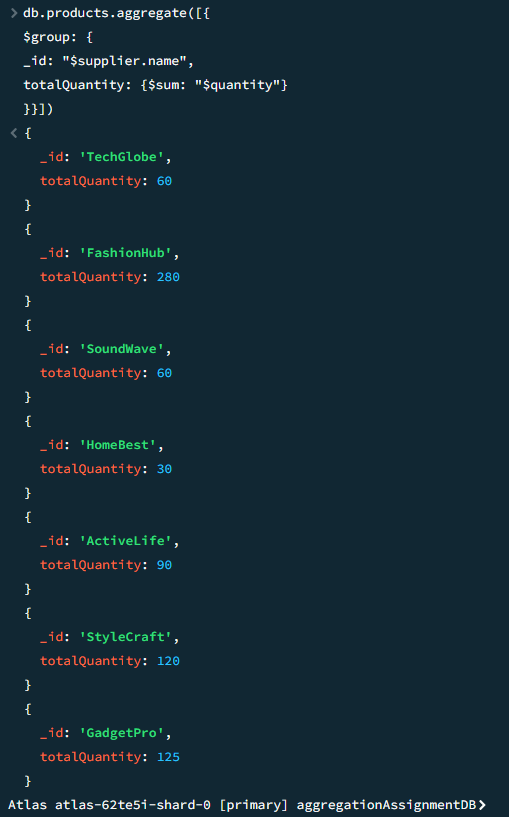 > db.products.aggregate([{
$group: {
_id: "$supplier.name",
totalQuantity: {$sum: "$quantity"}
}}])
< {
_id: 'TechGlobe',
totalQuantity: 60
}
{
_id: 'FashionHub',
totalQuantity: 280
}
{
_id: 'SoundWave',
totalQuantity: 60
}
{
_id: 'HomeBest',
totalQuantity: 30
}
{
_id: 'ActiveLife',
totalQuantity: 90
}
{
_id: 'StyleCraft',
totalQuantity: 120
}
{
_id: 'GadgetPro',
totalQuantity: 125
}
Atlas atlas-62te5i-shard-0 [primary] aggregationAssignmentDB>